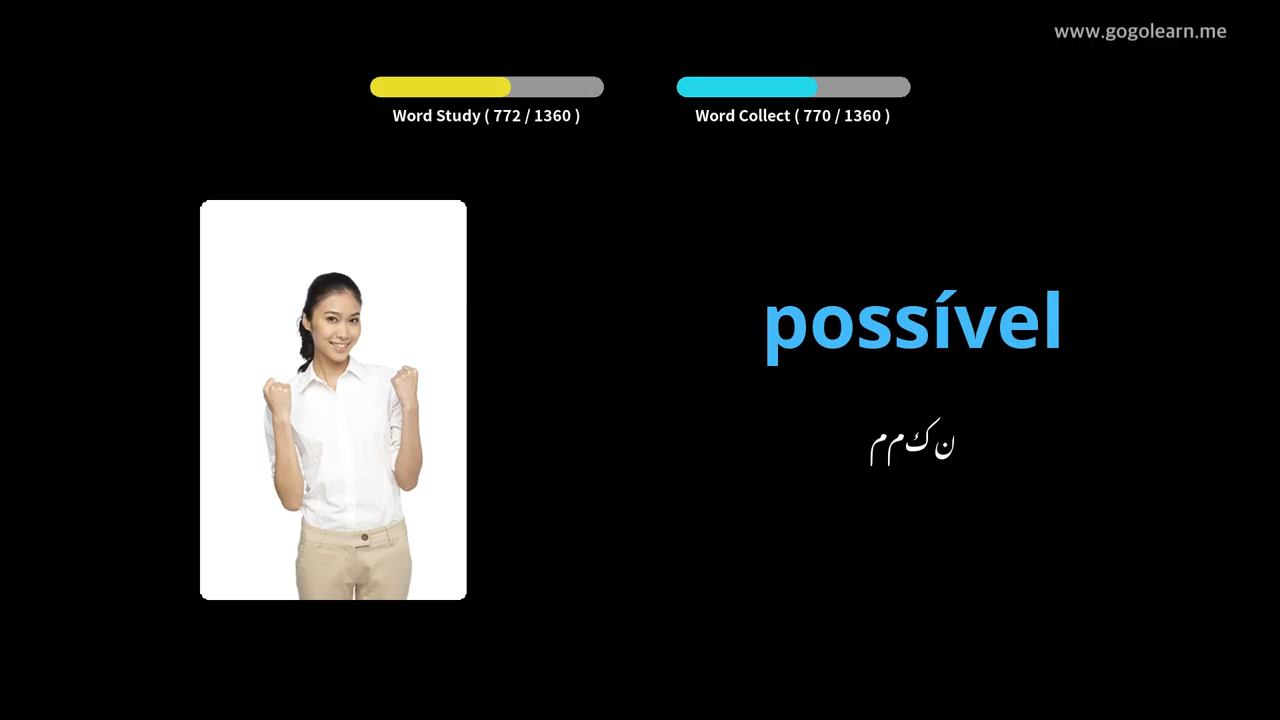 www.gogolearn.me
Word Study ( 772 / 1360 )
Word Collect ( 770 / 1360 )
possível
ن ك م م